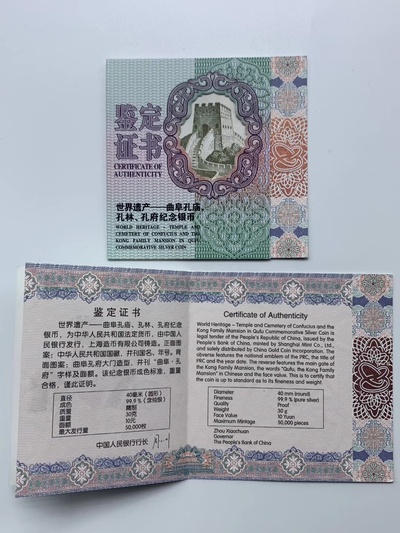 鉴定
证书
CERTIFICATE OF
AUTHENTICITY
世界遗产——曲阜孔庙、
孔林、孔府纪念银币
WORLD HERITAGE - TEMPLE AND
CEMETERY OF CONFUCIUS AND THE
KONG FAMILY MANSION IN QUFU
COMMEMORATIVE SILVER COIN
鉴定证书
世界遗产——曲阜孔庙、孔林、孔府纪念
银币，为中华人民共和国法定货币，由中国人
民银行发行，上海造币有限公司铸造。正面图
案：中华人民共和国国徽，并刊国名、年号。背
面图案：曲阜孔府大门造型，并刊“曲阜·孔
府”字样及面额。该纪念银币成色标准，重量合
格，谨此证明。
直径 40毫米（圆形）
成色 99.9％（含纯银）
质量 精制
重量 30克
面额 10元
最大发行量 50,000枚
中国人民银行行长
Certificate of Authenticity
World Heritage – Temple and Cemetery of Confucius and the
Kong Family Mansion in Qufu Commemorative Silver Coin is
legal tender of the People's Republic of China, issued by the
People's Bank of China, minted by Shanghai Mint Co., Ltd.,
and solely distributed by China Gold Coin Incorporation. The
obverse features the national emblem of the PRC, the title of
PRC and the year date. The reverse features the main gate of
the Kong Family Mansion, the words "Qufu, the Kong Family
Mansion" in Chinese and the face value. This is to certify that
the coin is up to standard as to its fineness and weight.
Diameter 40 mm (round)
Fineness 99.9 % (pure silver)
Quality Proof
Weight 30 g
Face Value 10 Yuan
Maximum Mintage 50,000 pieces
Zhou Xiaochuan
Governor
The People's Bank of China